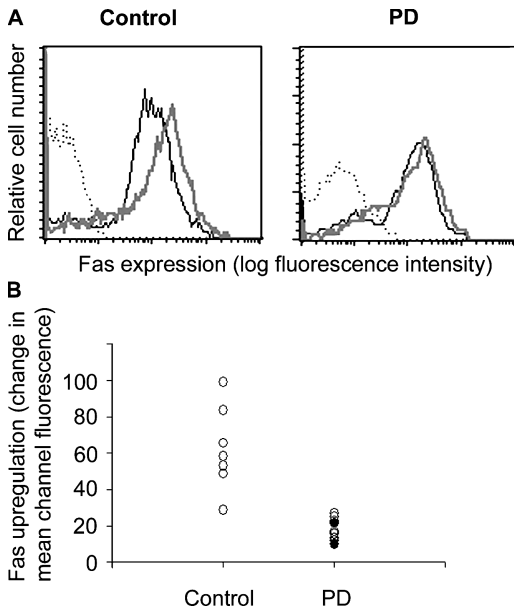 A
Control
PD
Relative cell number
Fas expression (log fluorescence intensity)
B
Fas upregulation (change in
mean channel fluorescence)
100
80
60
40
20
0
Control
PD